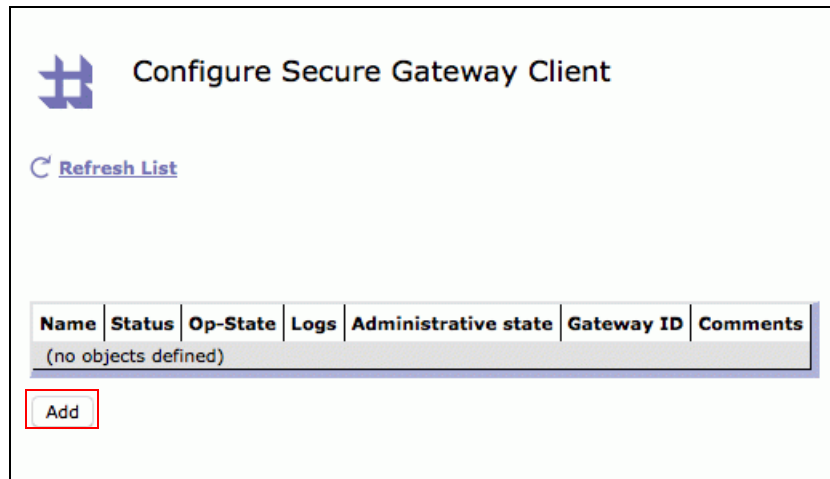 Configure Secure Gateway Client
Refresh List
Name Status Op-State Logs Administrative state Gateway ID Comments
(no objects defined)
Add